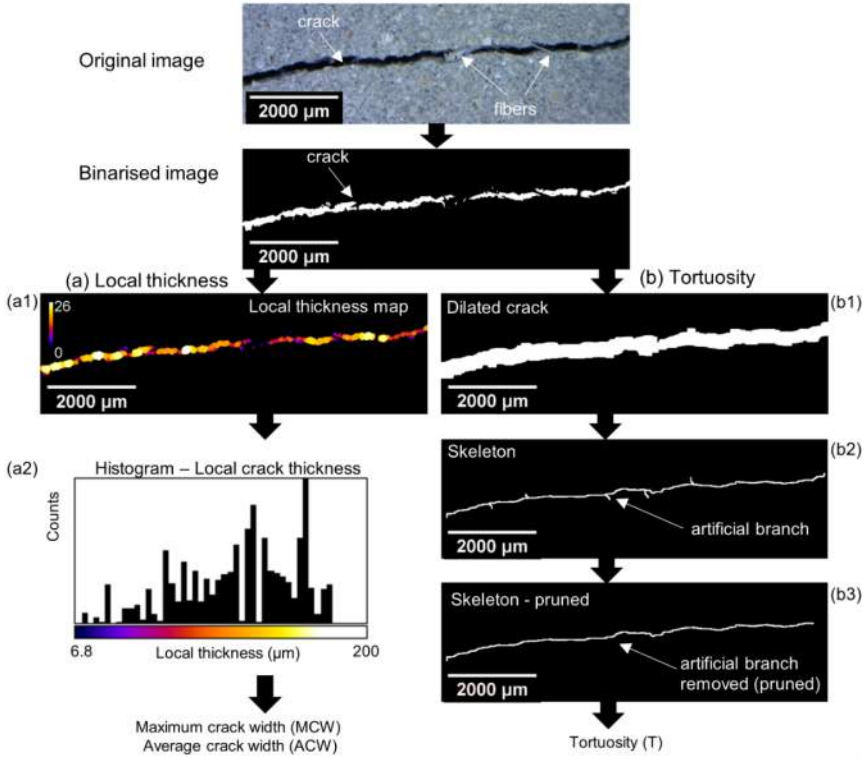 Original image
crack
fibers
2000 µm
Binarised image
crack
2000 µm
(a) Local thickness
(b) Tortuosity
(a1)
26
0
Local thickness map
2000 µm
Dilated crack
(b1)
2000 µm
(a2)
Histogram – Local crack thickness
Counts
6.8
Local thickness (µm)
200
Skeleton
(b2)
artificial branch
2000 µm
Skeleton - pruned
(b3)
artificial branch
removed (pruned)
2000 µm
Maximum crack width (MCW)
Average crack width (ACW)
Tortuosity (T)